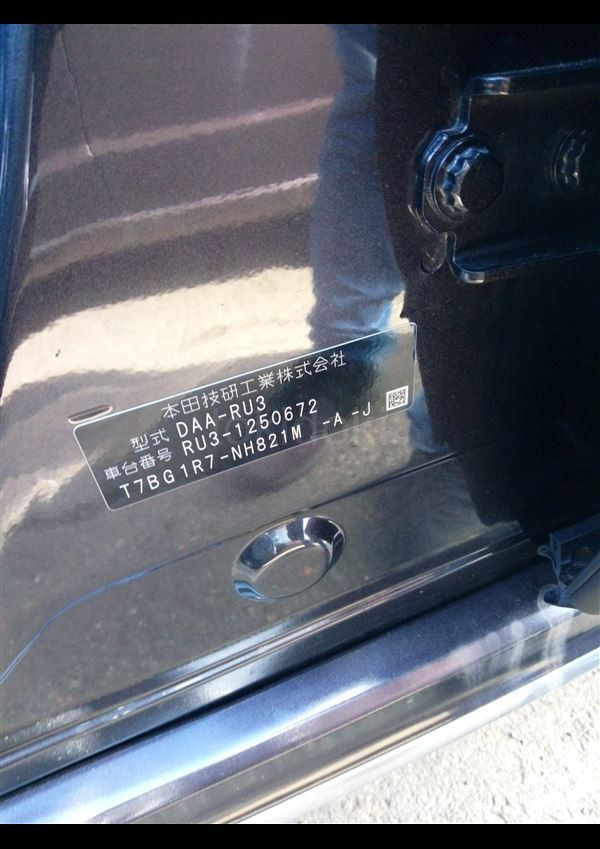 本田技研工業株式会社
型式 DAA-RU3
車台番号 RU3-1250672
T7BG1R7-NH821M -A -J